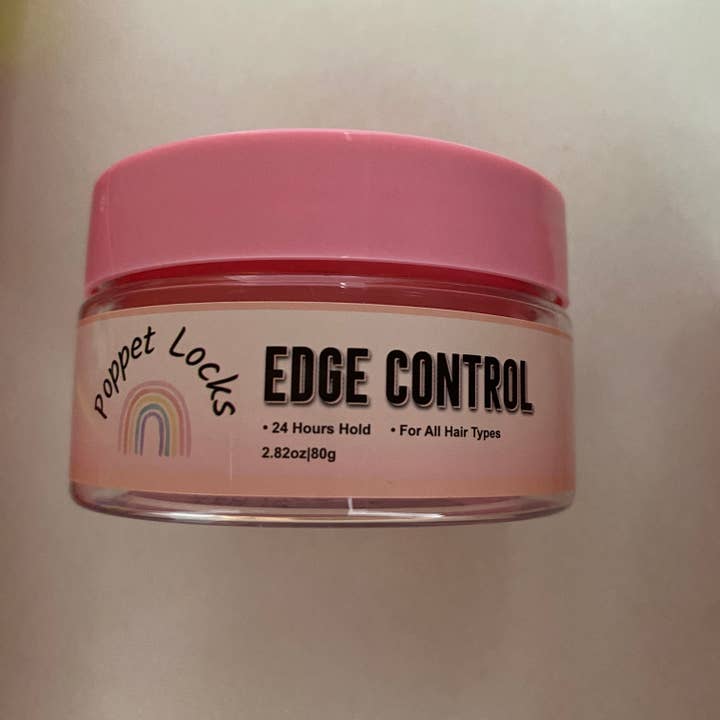 Poppet Locks
EDGE CONTROL
• 24 Hours Hold • For All Hair Types
2.82oz|80g